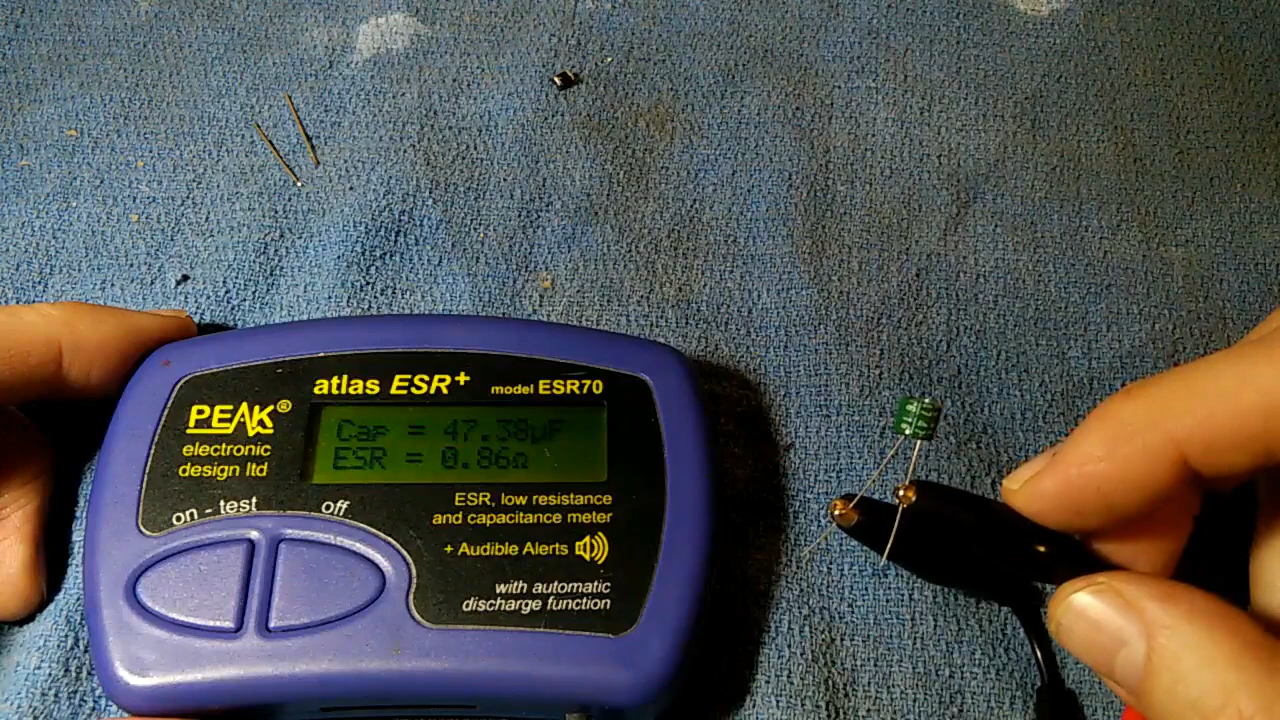 atlas ESR+ model ESR70
PEAK®
electronic
design ltd
Cap = 47.38µF
ESR = 0.86Ω
on - test
off
ESR, low resistance
and capacitance meter
+ Audible Alerts
with automatic
discharge function